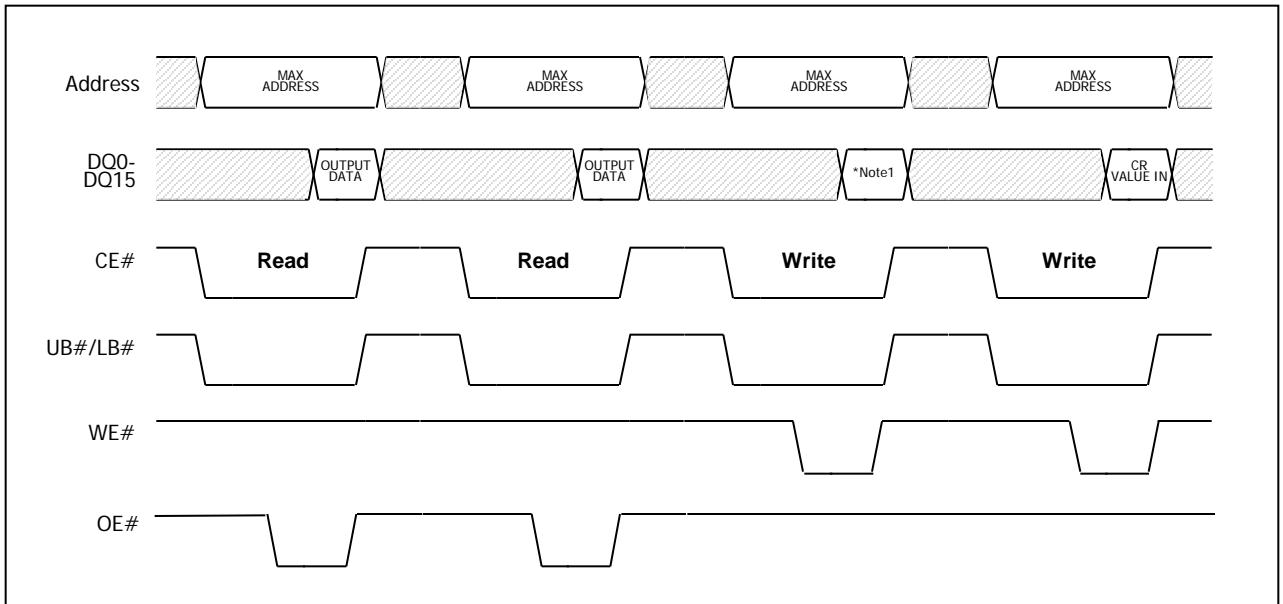 Address
MAX
ADDRESS
MAX
ADDRESS
MAX
ADDRESS
MAX
ADDRESS
DQ0-
DQ15
OUTPUT
DATA
OUTPUT
DATA
*Note1
CR
VALUE IN
CE#
Read
Read
Write
Write
UB#/LB#
WE#
OE#